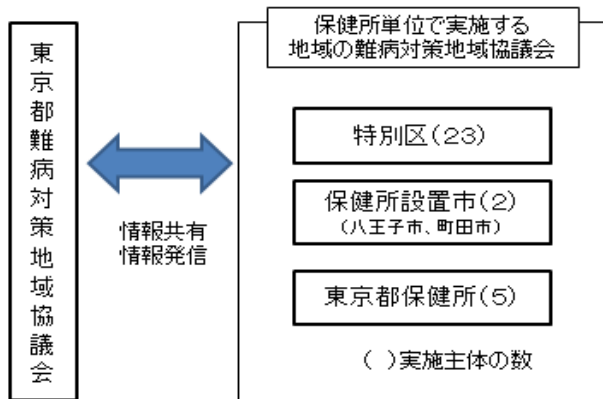 東京都難病対策地域協議会
情報共有
情報発信
保健所単位で実施する
地域の難病対策地域協議会
特別区(23)
保健所設置市(2)
(八王子市、町田市)
東京都保健所(5)
( )実施主体の数